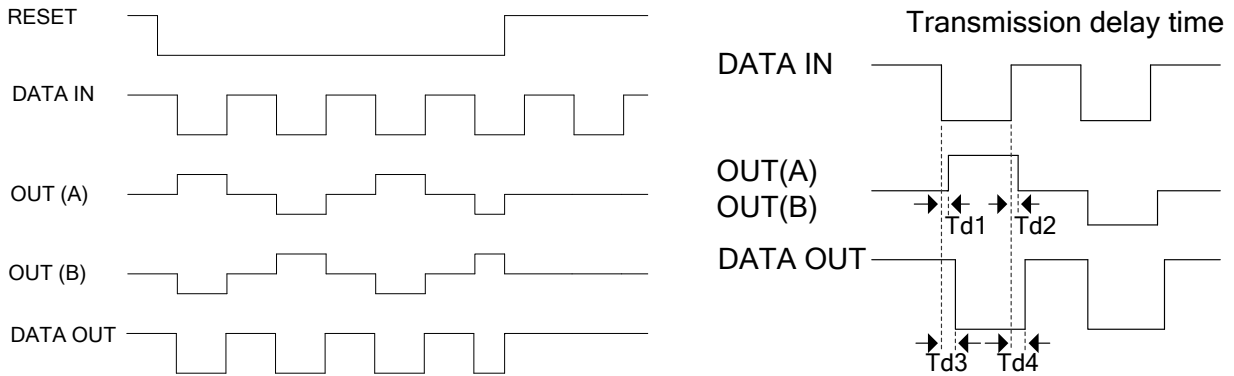 RESET
DATA IN
OUT (A)
OUT (B)
DATA OUT
Transmission delay time
DATA IN
OUT(A)
OUT(B)
Td1 Td2
DATA OUT
Td3 Td4